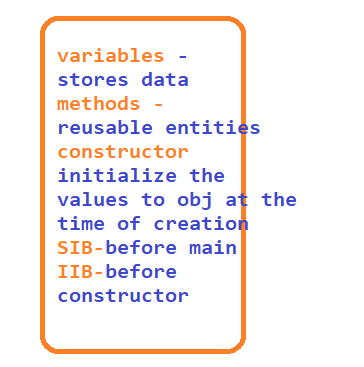 variables -
stores data
methods -
reusable entities
constructor
initialize the
values to obj at the
time of creation
SIB-before main
IIB-before
constructor